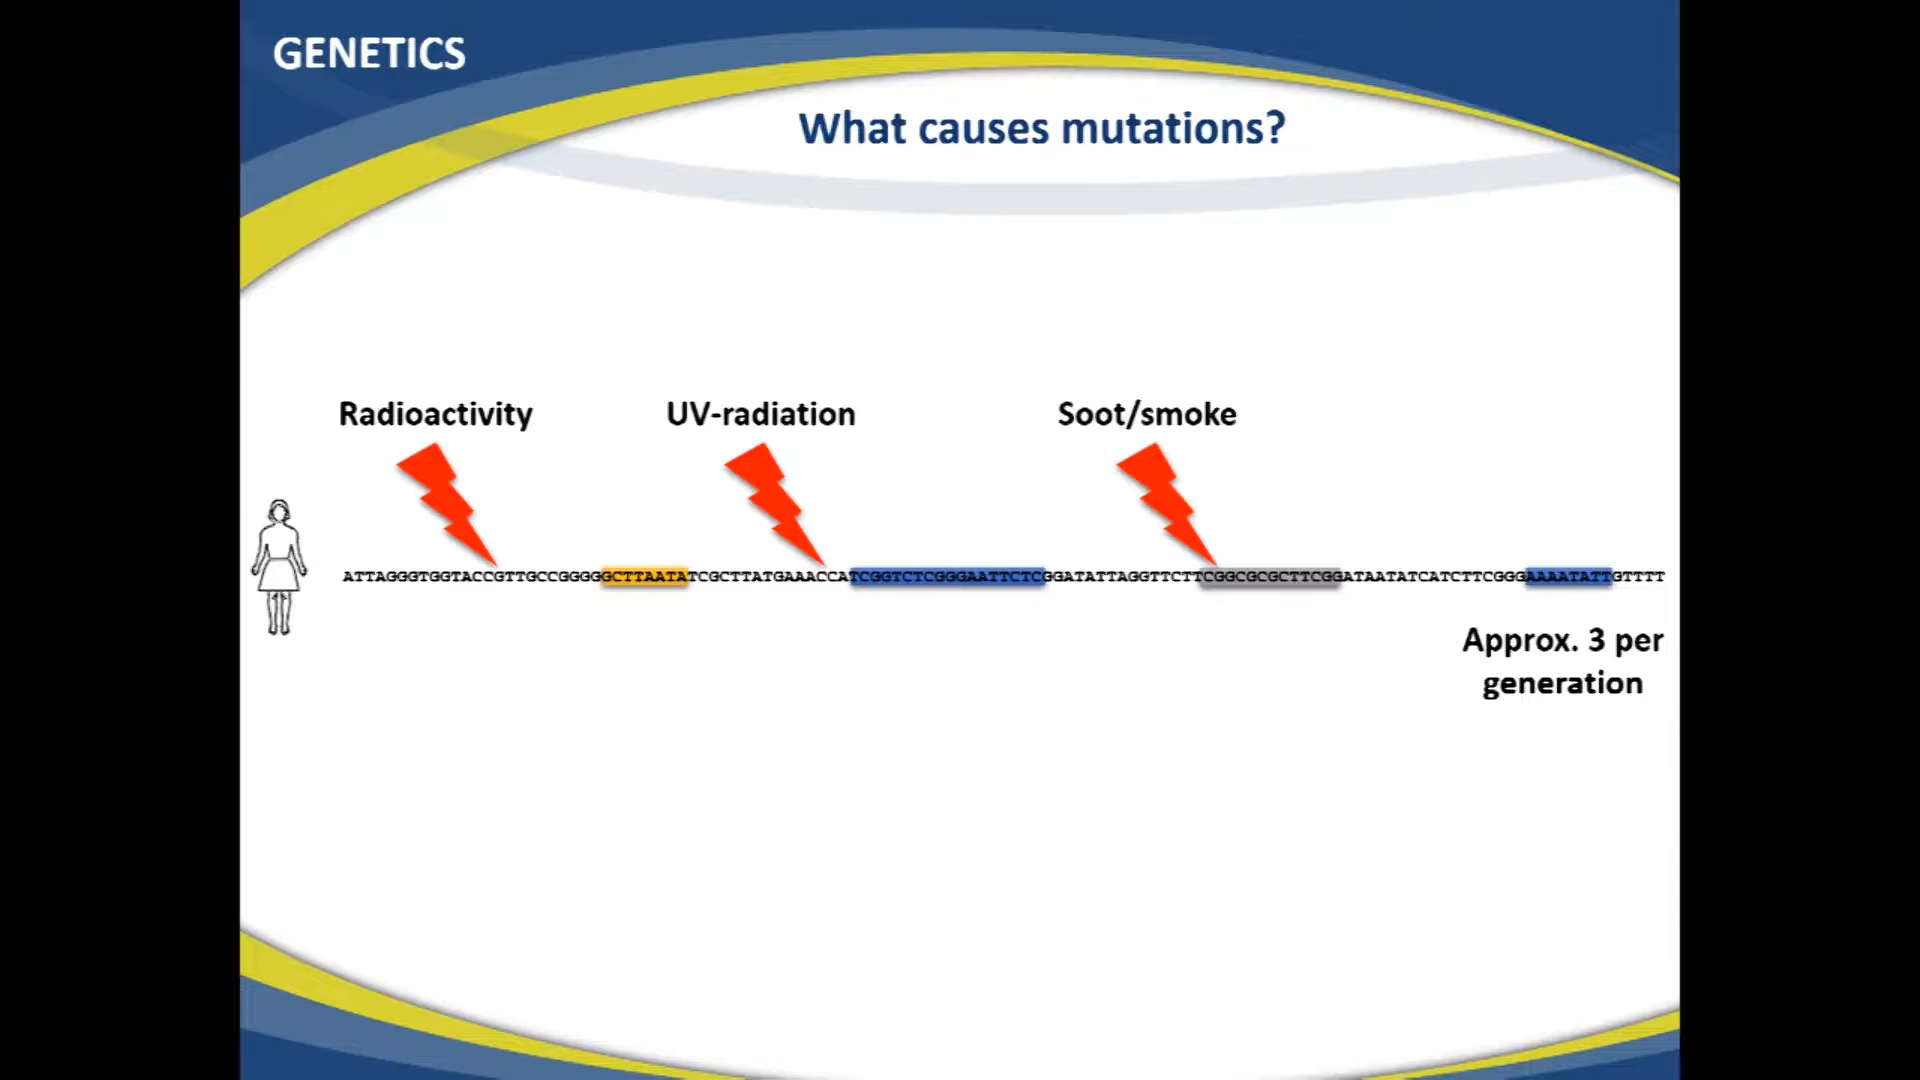 GENETICS
What causes mutations?
Radioactivity UV-radiation Soot/smoke
ATTAGGGTGGTACCGTTGCCGGGGGCTTAATATCGCTTATGAAACCATCGGTCTCGGGAATTCTCGGATATTAGGTTCTTCGGCGCGCTTCGGATAATATCATCTTCGGGAAAATATTGTTTT
Approx. 3 per
generation